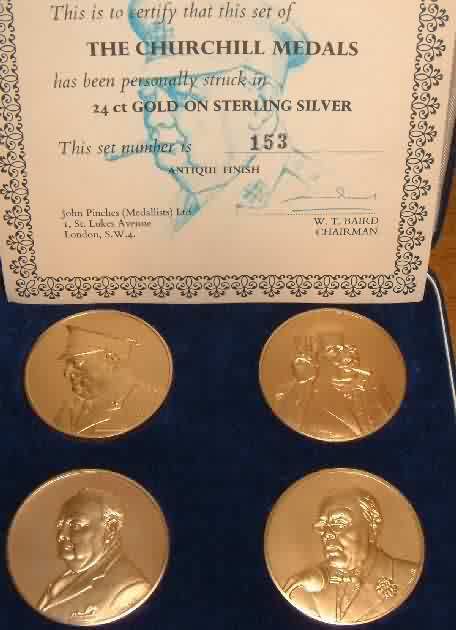 This is to certify that this set of
THE CHURCHILL MEDALS
has been personally struck in
24 ct GOLD ON STERLING SILVER
This set number is 153
ANTIQUE FINISH
John Pinches (Medallists) Ltd.
1, St. Lukes Avenue
London, S.W.4.
W. T. BAIRD
CHAIRMAN